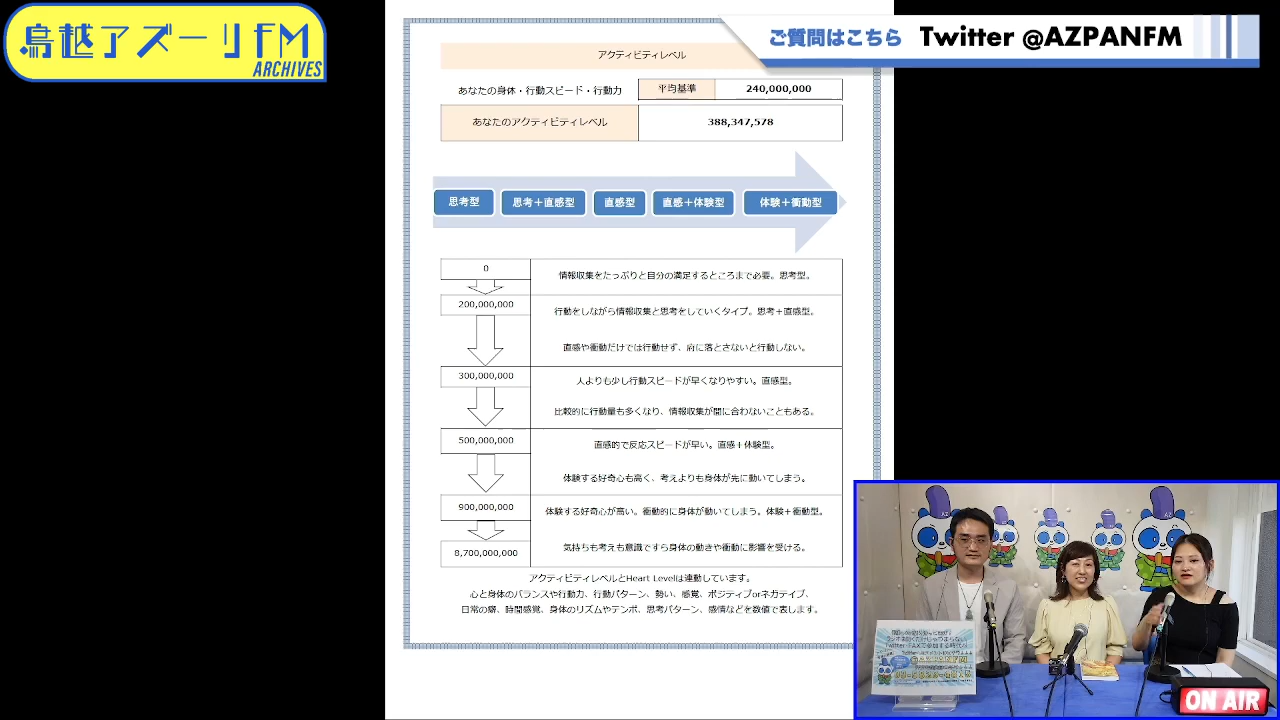 鳥越アズーリFM
ARCHIVES
ご質問はこちら Twitter @AZPANFM
アクティビティレベ
あなたの身体・行動スピード・行動力
240,000,000
あなたのアクティビティレベル
388,347,578
思考型
思考＋直感型
直感型
直感＋体験型
体験＋衝動型
0
情報収集をたっぷりと自分の満足するところまで必要。思考型。
200,000,000
行動をしながら情報収集と思考をしていくタイプ。思考＋直感型。
直感や衝動だけでは行動せず、腑に落とさないと行動しない。
300,000,000
思考よりも少し行動スピードが早くなりやすい。直感型。
比較的に行動量も多くなり、情報収集が間に合わないこともある。
500,000,000
直感的で反応スピードが早い。直感＋体験型。
体験する好奇心も高く、思考よりも身体が先に動いてしまう。
900,000,000
体験する好奇心が高い。衝動的に身体が動いてしまう。体験＋衝動型。
常に何を考えても意識しても、動きや衝動に影響を受ける。
8,700,000,000
アクティビティレベルとHeart Levelは連動しています。
心と身体のバランスや行動力、行動パターン、身体の感覚、ポジティブやネガティブ、
日常の癖、時間感覚、身体のリズムやテンポ、思考パターン、感情などを数値で表します。
ON AIR